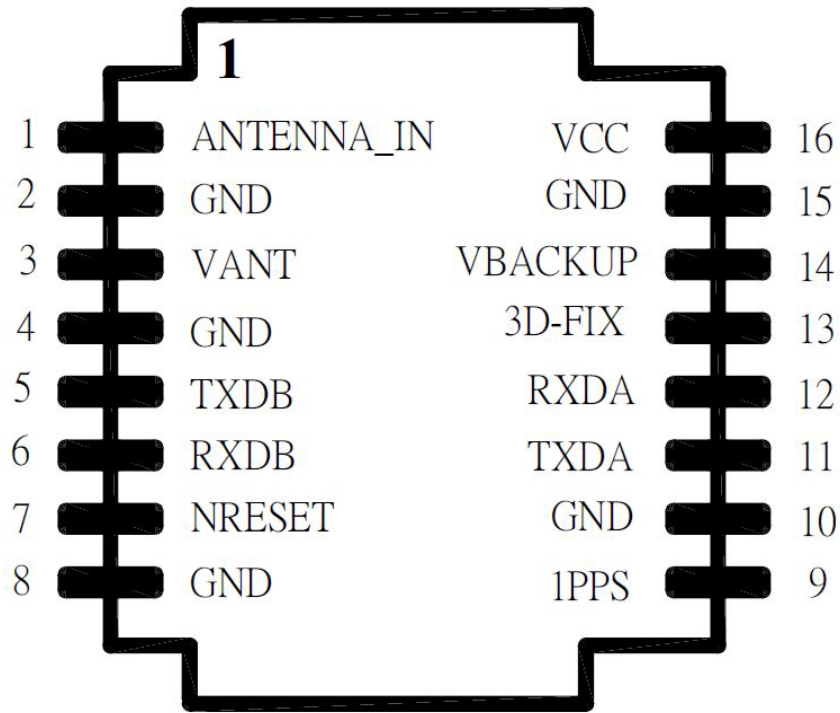 1
1 ANTENNA_IN VCC 16
2 GND GND 15
3 VANT VBACKUP 14
4 GND 3D-FIX 13
5 TXDB RXDA 12
6 RXDB TXDA 11
7 NRESET GND 10
8 GND 1PPS 9